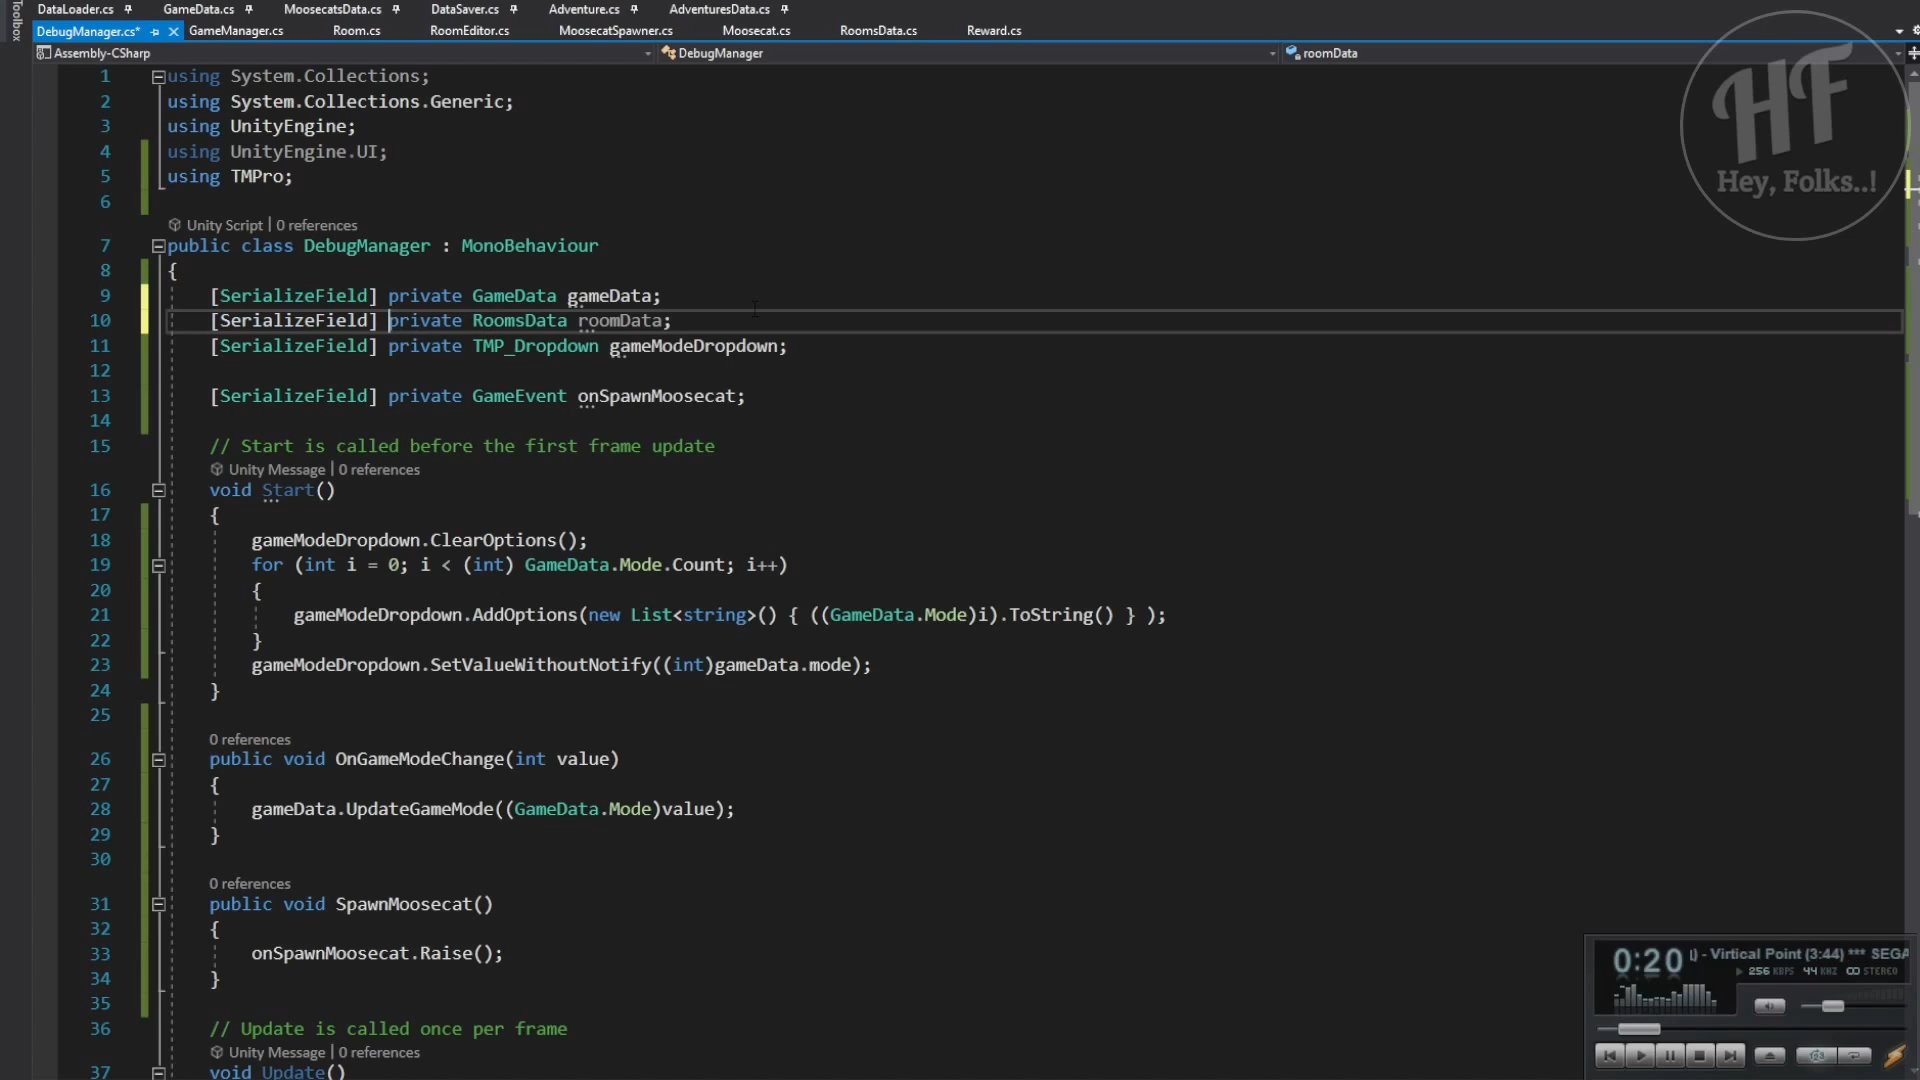 Toolbox
DataLoader.cs GameData.cs MoosecatsData.cs DataSaver.cs Adventure.cs AdventuresData.cs
DebugManager.cs* GameManager.cs Room.cs RoomEditor.cs MoosecatSpawner.cs Moosecat.cs RoomsData.cs Reward.cs
Assembly-CSharp DebugManager roomData
1 using System.Collections;
2 using System.Collections.Generic;
3 using UnityEngine;
4 using UnityEngine.UI;
5 using TMPro;
6
Unity Script | 0 references
7 public class DebugManager : MonoBehaviour
8 {
9 [SerializeField] private GameData gameData;
10 [SerializeField] private RoomsData roomData;
11 [SerializeField] private TMP_Dropdown gameModeDropdown;
12
13 [SerializeField] private GameEvent onSpawnMoosecat;
14
15 // Start is called before the first frame update
Unity Message | 0 references
16 void Start()
17 {
18 gameModeDropdown.ClearOptions();
19 for (int i = 0; i < (int) GameData.Mode.Count; i++)
20 {
21 gameModeDropdown.AddOptions(new List<string>() { ((GameData.Mode)i).ToString() } );
22 }
23 gameModeDropdown.SetValueWithoutNotify((int)gameData.mode);
24 }
25
0 references
26 public void OnGameModeChange(int value)
27 {
28 gameData.UpdateGameMode((GameData.Mode)value);
29 }
30
0 references
31 public void SpawnMoosecat()
32 {
33 onSpawnMoosecat.Raise();
34 }
35
36 // Update is called once per frame
Unity Message | 0 references
37 void Update()
HF
Hey, Folks..!
0:20 - Virtical Point (3:44) *** SEGA
256 KBPS 44 KHZ STEREO